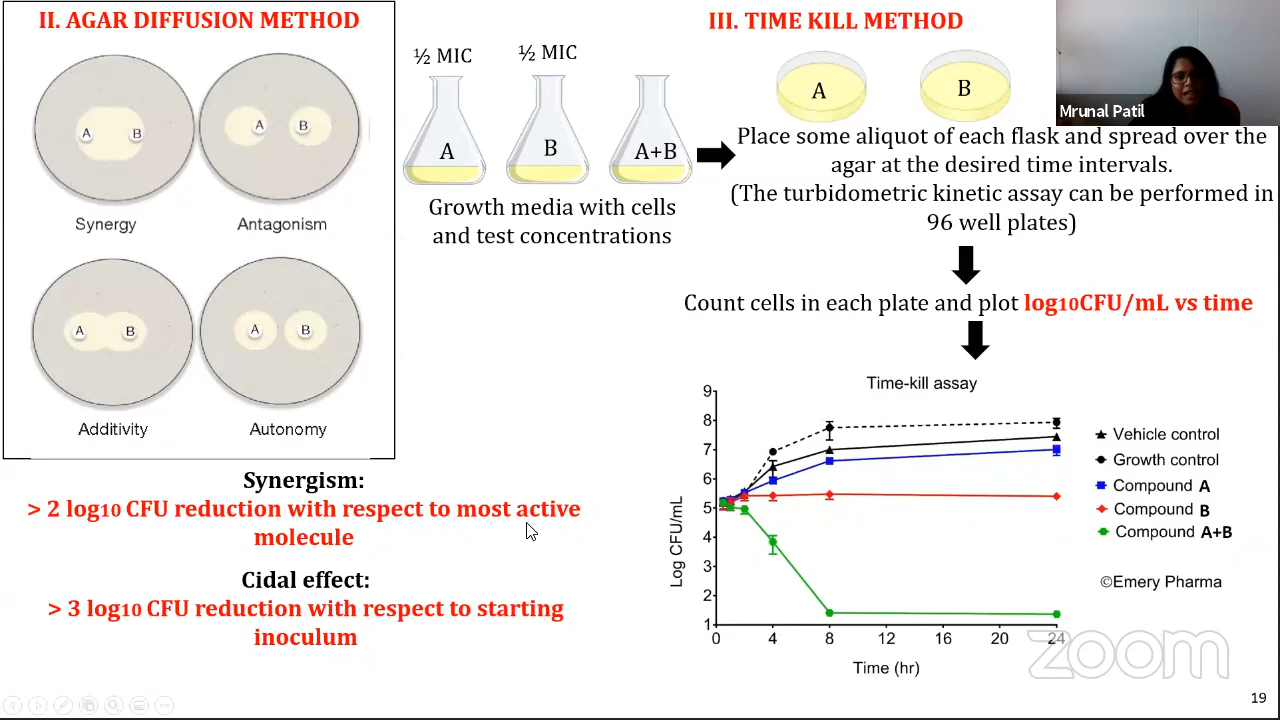 II. AGAR DIFFUSION METHOD
A
B
Synergy
A
B
Antagonism
A
B
Additivity
A
B
Autonomy
Synergism:
> 2 log10 CFU reduction with respect to most active
molecule
Cidal effect:
> 3 log10 CFU reduction with respect to starting
inoculum
III. TIME KILL METHOD
½ MIC
½ MIC
A
B
A+B
Growth media with cells
and test concentrations
A
B
Mrunal Patil
Place some aliquot of each flask and spread over the
agar at the desired time intervals.
(The turbidometric kinetic assay can be performed in
96 well plates)
Count cells in each plate and plot log10CFU/mL vs time
Time-kill assay
Log CFU/mL
9
8
7
6
5
4
3
2
1
0
4
8
12
16
20
24
Time (hr)
Vehicle control
Growth control
Compound A
Compound B
Compound A+B
©Emery Pharma
zoom
19